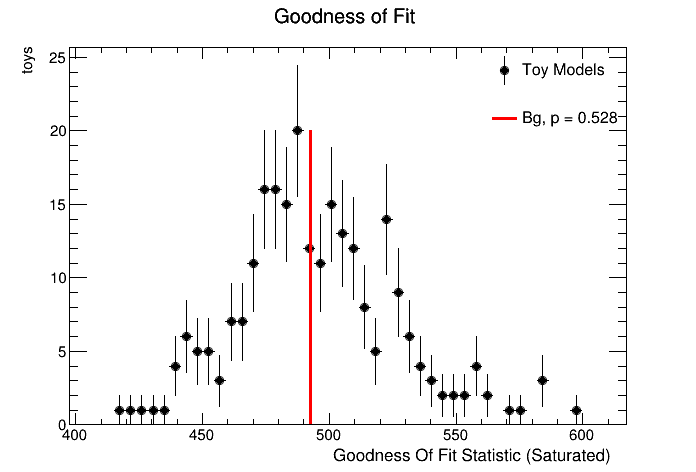 Goodness of Fit
toys
25
Toy Models
Bg, p = 0.528
20
15
10
5
0
400
450
500
550
600
Goodness Of Fit Statistic (Saturated)